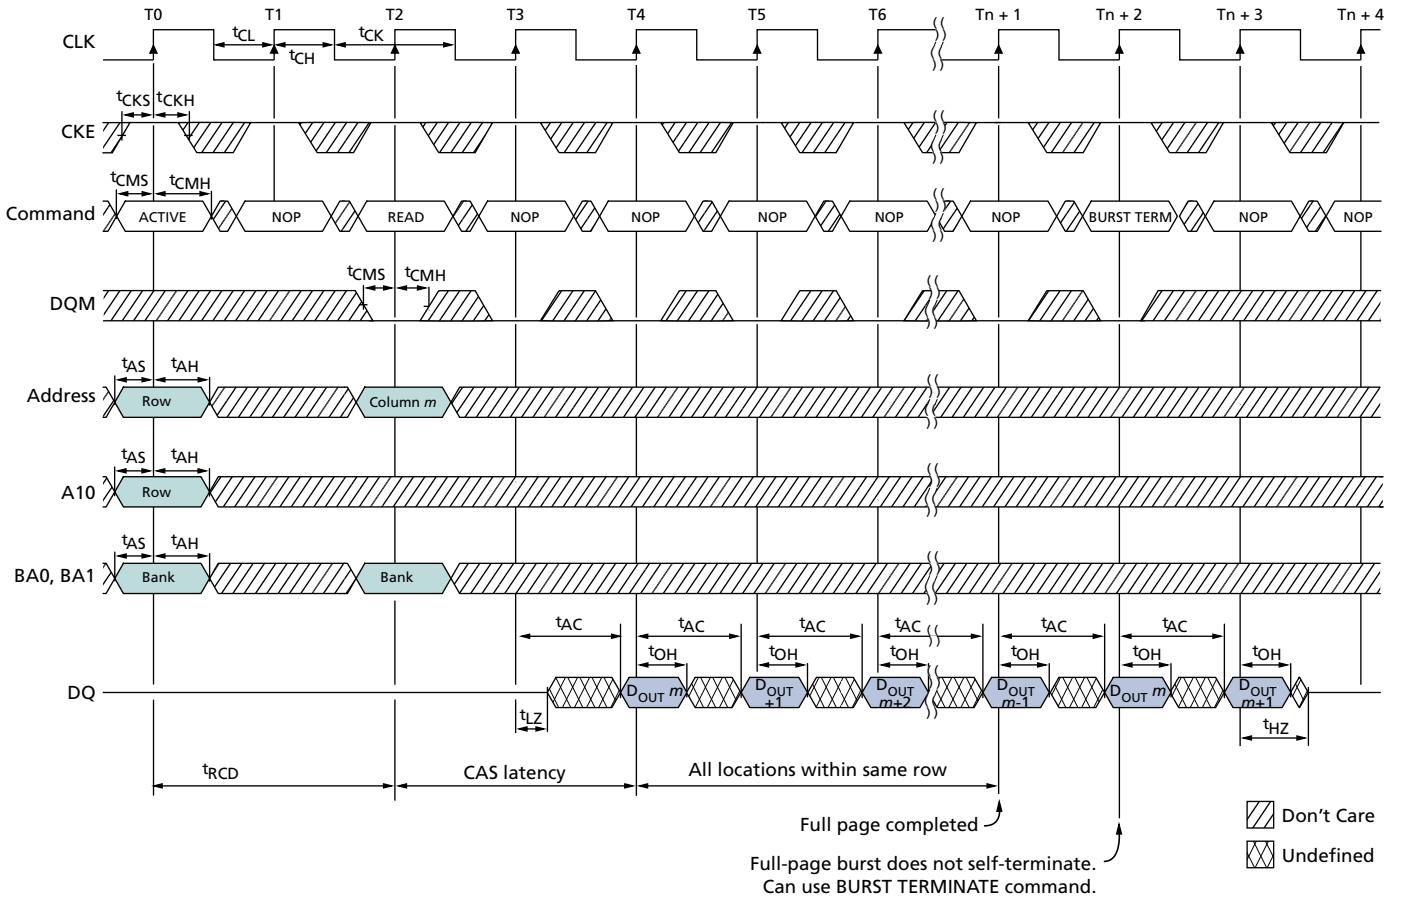 T0 T1 T2 T3 T4 T5 T6 Tn + 1 Tn + 2 Tn + 3 Tn + 4
CLK
tCL tCK
tCH
tCKS tCKH
CKE
tCMS tCMH
Command
ACTIVE NOP READ NOP NOP NOP NOP NOP BURST TERM NOP NOP
tCMS tCMH
DQM
tAS tAH
Address
Row Column m
tAS tAH
A10
Row
tAS tAH
BA0, BA1
Bank Bank
tAC tAC tAC tAC tAC tAC
tOH tOH tOH tOH tOH tOH
DQ
DOUT m DOUT +1 DOUT m+2 DOUT m-1 DOUT m DOUT m+1
tLZ tHZ
tRCD CAS latency All locations within same row
Full page completed
Don't Care
Full-page burst does not self-terminate.
Can use BURST TERMINATE command.
Undefined